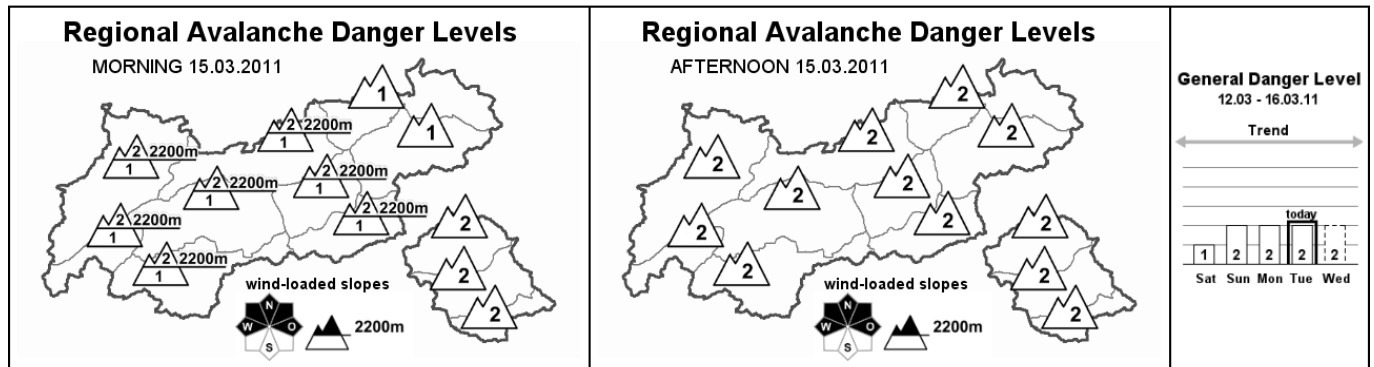 Regional Avalanche Danger Levels
MORNING 15.03.2011
1
2 2200m
1
1
2 2200m
1
2 2200m
1
2 2200m
1
2 2200m
1
2 2200m
1
2
2 2200m
1
2
2
wind-loaded slopes
N
W O
S
2200m
Regional Avalanche Danger Levels
AFTERNOON 15.03.2011
2
2
2
2
2
2
2
2
2
2
2
2
wind-loaded slopes
N
W O
S
2200m
General Danger Level
12.03 - 16.03.11
Trend
today
1 2 2 2 2
Sat Sun Mon Tue Wed